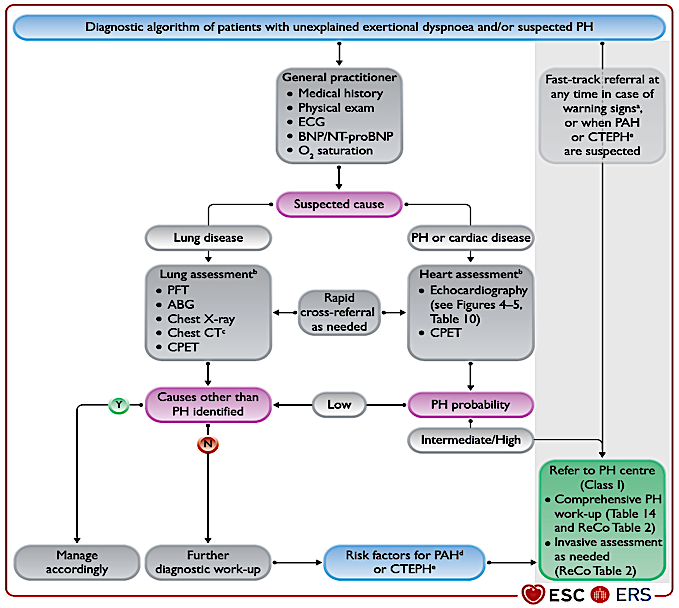 Diagnostic algorithm of patients with unexplained exertional dyspnoea and/or suspected PH
General practitioner
• Medical history
• Physical exam
• ECG
• BNP/NT-proBNP
• O₂ saturation
Fast-track referral at
any time in case of
warning signsᵃ,
or when PAH
or CTEPHᵉ
are suspected
Suspected cause
Lung disease
PH or cardiac disease
Lung assessmentᵇ
• PFT
• ABG
• Chest X-ray
• Chest CTᶜ
• CPET
Rapid
cross-referral
as needed
Heart assessmentᵇ
• Echocardiography
(see Figures 4–5,
Table 10)
• CPET
Y
Causes other than
PH identified
Low
PH probability
N
Intermediate/High
Refer to PH centre
(Class I)
• Comprehensive PH
work-up (Table 14
and ReCo Table 2)
• Invasive assessment
as needed
(ReCo Table 2)
Manage
accordingly
Further
diagnostic work-up
Risk factors for PAHᵈ
or CTEPHᵉ
ESC ERS